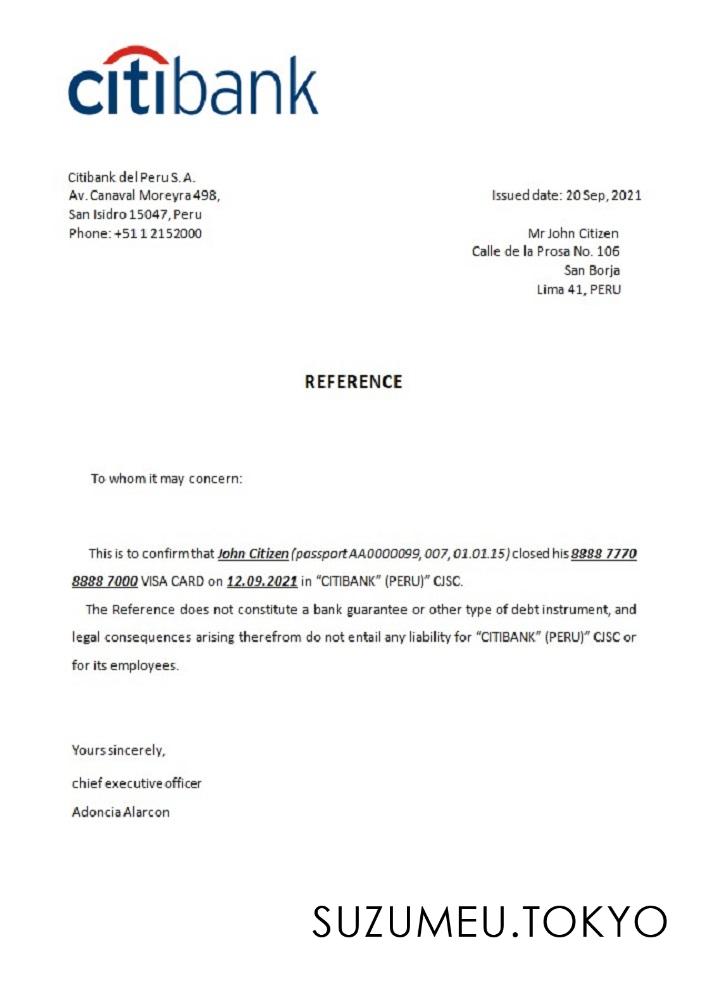 citibank
Citibank del Peru S.A.
Av. Canaval Moreyra 498,
San Isidro 15047, Peru
Phone: +51 1 2152000
Issued date: 20 Sep, 2021
Mr John Citizen
Calle de la Prosa No. 106
San Borja
Lima 41, PERU
REFERENCE
To whom it may concern:
This is to confirm that John Citizen (passport AA0000099, 007, 01.01.15) closed his 8888 7770
8888 7000 VISA CARD on 12.09.2021 in “CITIBANK” (PERU)” CJSC.
The Reference does not constitute a bank guarantee or other type of debt instrument, and
legal consequences arising therefrom do not entail any liability for “CITIBANK” (PERU)” CJSC or
for its employees.
Yours sincerely,
chief executive officer
Adoncia Alarcon
SUZUMEU.TOKYO